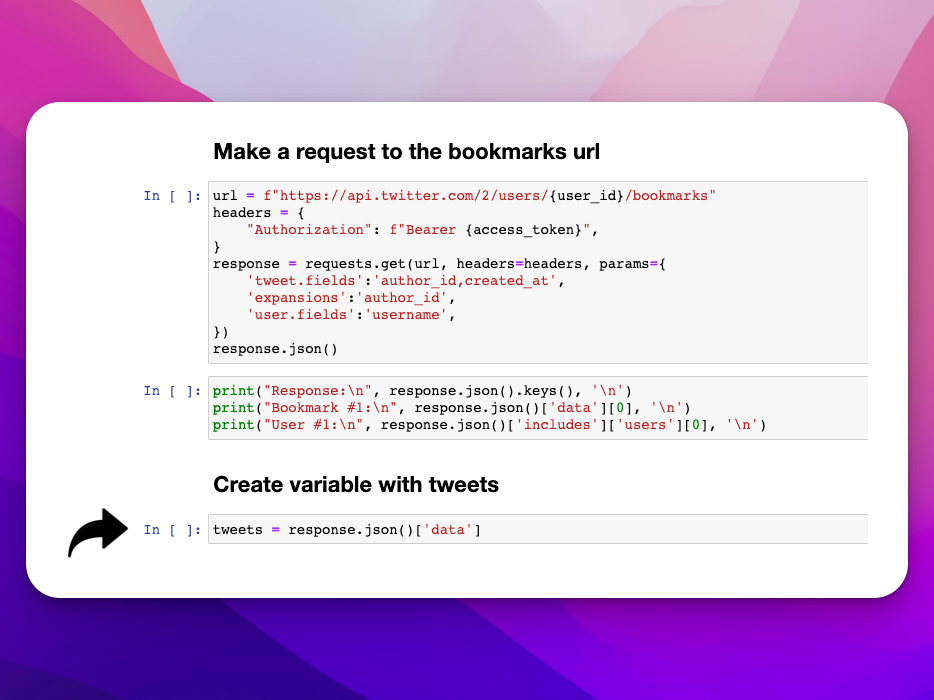 Make a request to the bookmarks url
In [ ]: url = f"https://api.twitter.com/2/users/{user_id}/bookmarks"
headers = {
    "Authorization": f"Bearer {access_token}",
}
response = requests.get(url, headers=headers, params={
    'tweet.fields':'author_id,created_at',
    'expansions':'author_id',
    'user.fields':'username',
})
response.json()
In [ ]: print("Response:\n", response.json().keys(), '\n')
print("Bookmark #1:\n", response.json()['data'][0], '\n')
print("User #1:\n", response.json()['includes']['users'][0], '\n')
Create variable with tweets
In [ ]: tweets = response.json()['data']